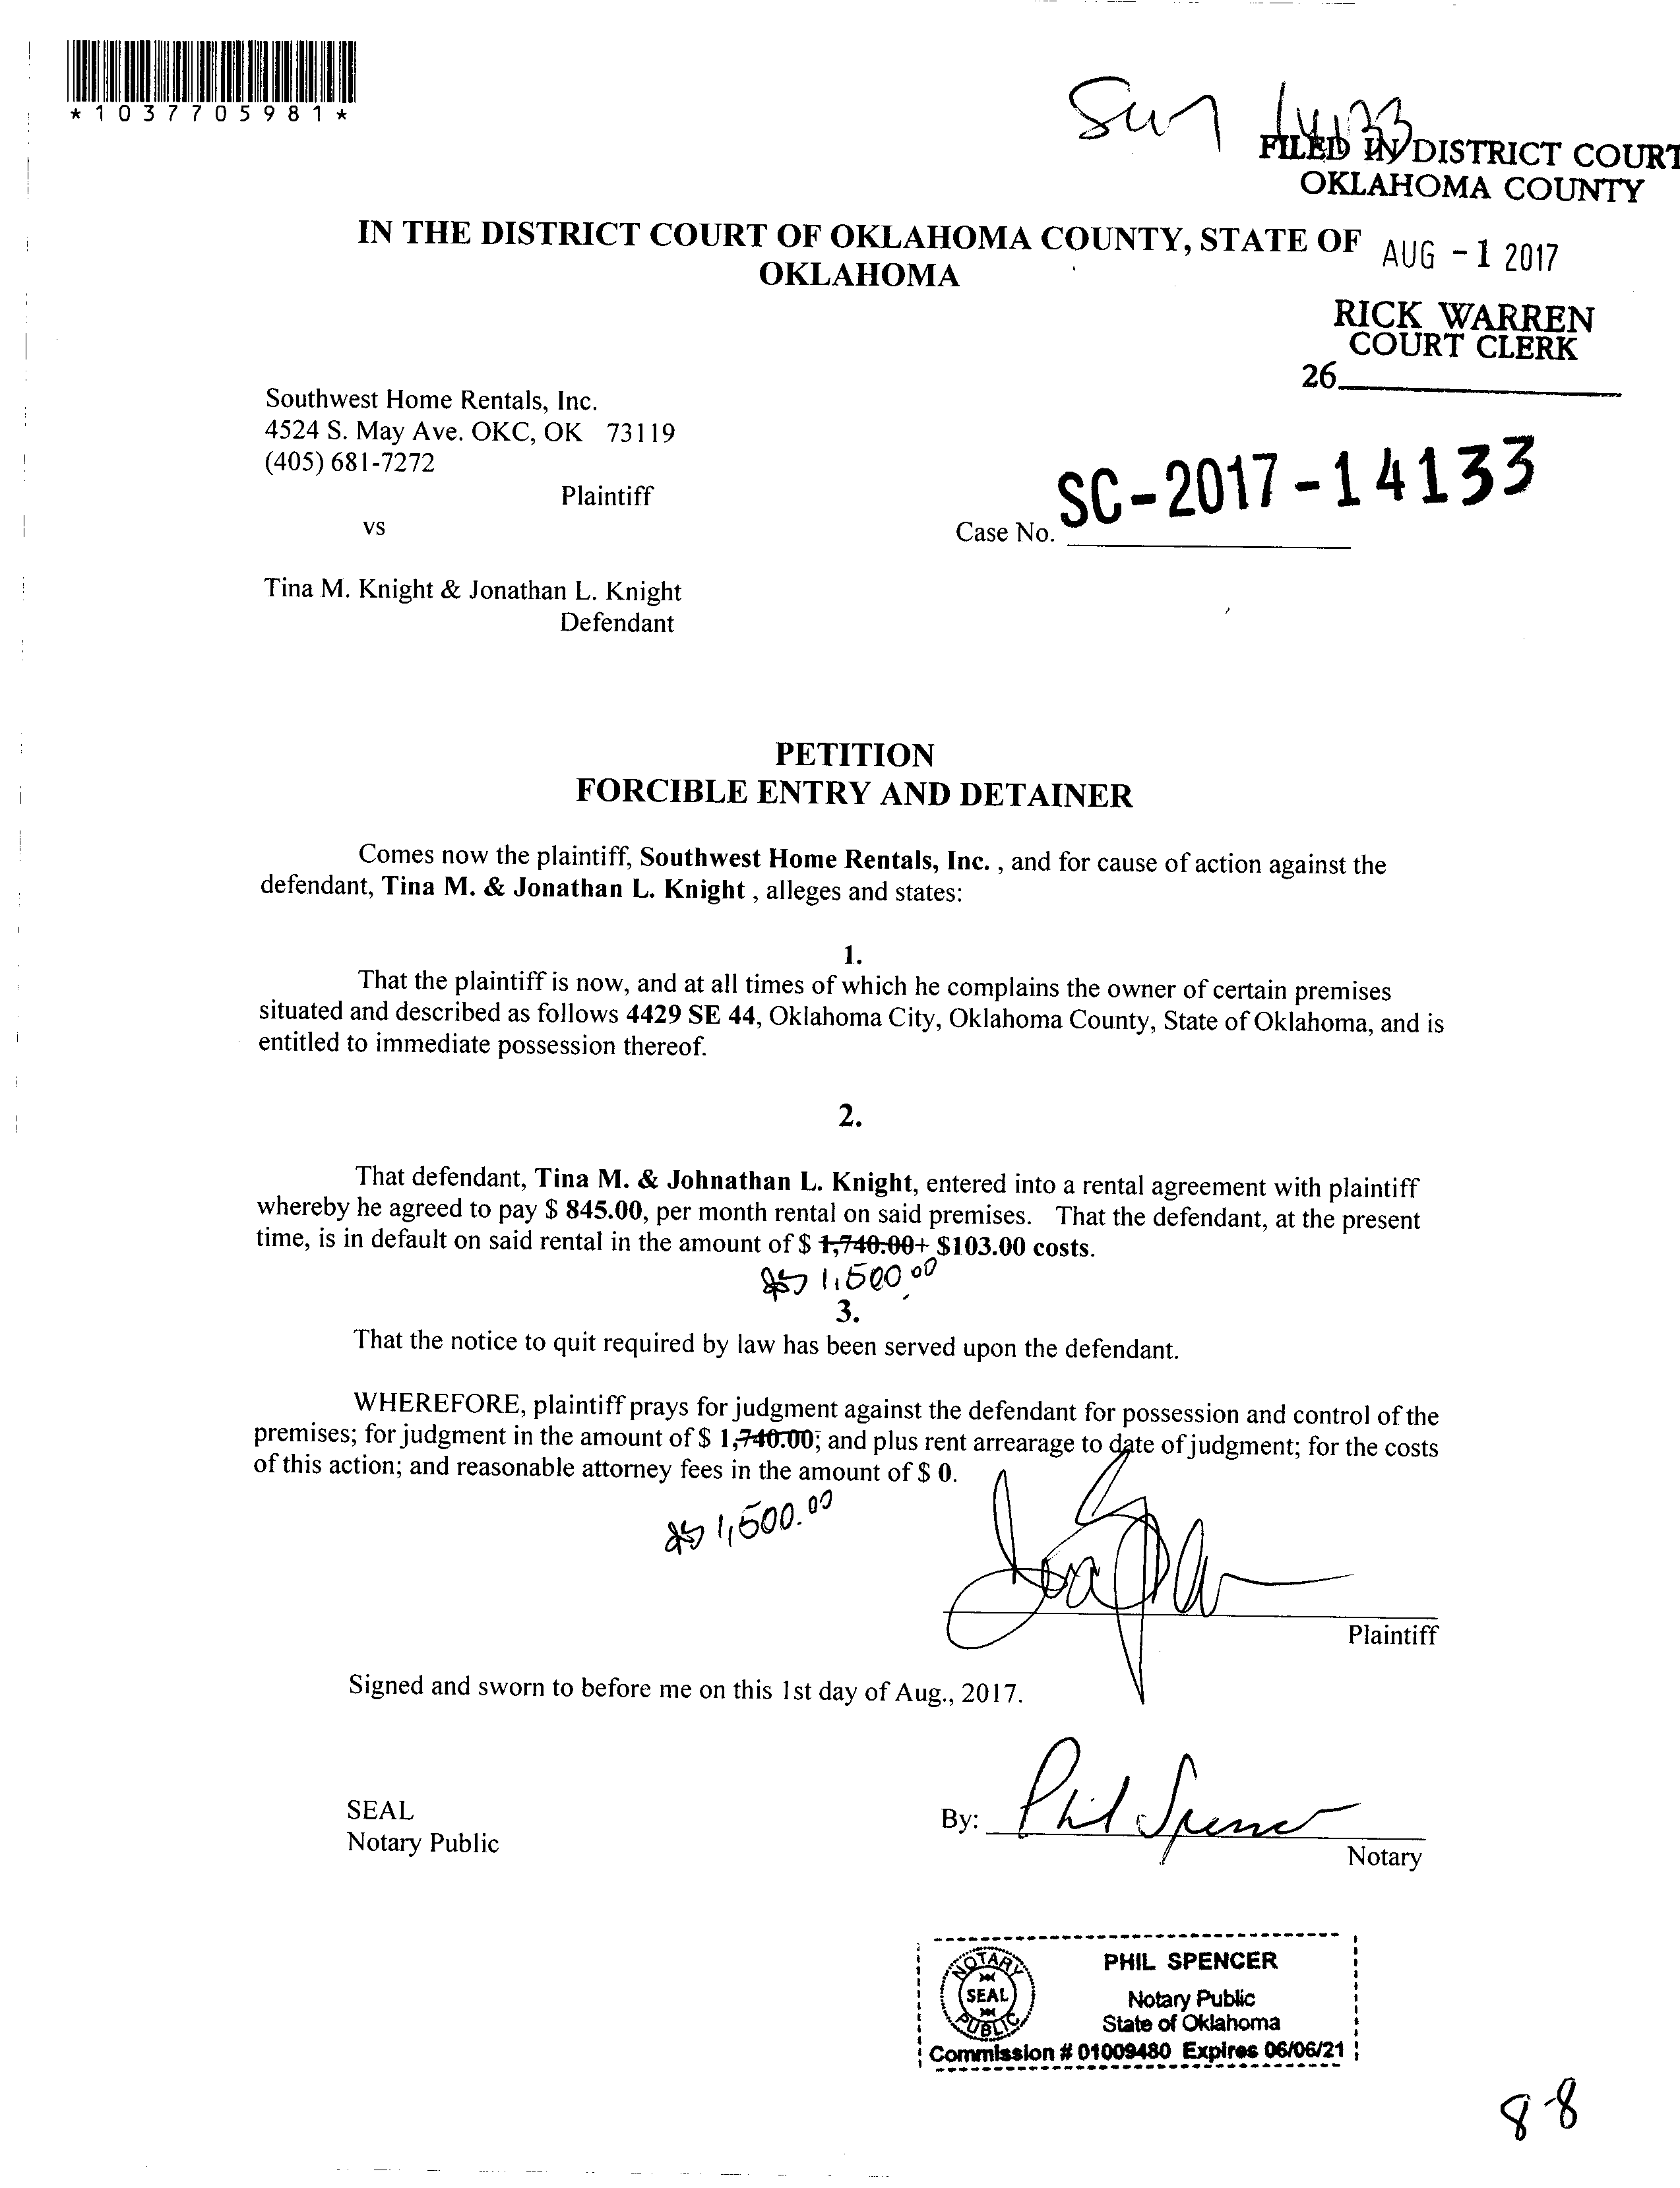 *1037705981*
14133
FILED IN DISTRICT COURT
OKLAHOMA COUNTY
IN THE DISTRICT COURT OF OKLAHOMA COUNTY, STATE OF
OKLAHOMA
AUG -1 2017
RICK WARREN
COURT CLERK
26
Southwest Home Rentals, Inc.
4524 S. May Ave. OKC, OK 73119
(405) 681-7272
Plaintiff
vs
Case No. SC-2017-14133
Tina M. Knight & Jonathan L. Knight
Defendant
PETITION
FORCIBLE ENTRY AND DETAINER
Comes now the plaintiff, Southwest Home Rentals, Inc. , and for cause of action against the
defendant, Tina M. & Jonathan L. Knight , alleges and states:
1.
That the plaintiff is now, and at all times of which he complains the owner of certain premises
situated and described as follows 4429 SE 44, Oklahoma City, Oklahoma County, State of Oklahoma, and is
entitled to immediate possession thereof.
2.
That defendant, Tina M. & Johnathan L. Knight, entered into a rental agreement with plaintiff
whereby he agreed to pay $ 845.00, per month rental on said premises. That the defendant, at the present
time, is in default on said rental in the amount of $ 1,740.00+ $103.00 costs.
1,500.00
3.
That the notice to quit required by law has been served upon the defendant.
WHEREFORE, plaintiff prays for judgment against the defendant for possession and control of the
premises; for judgment in the amount of $ 1,740.00; and plus rent arrearage to date of judgment; for the costs
of this action; and reasonable attorney fees in the amount of $ 0.
1,500.00
Plaintiff
Signed and sworn to before me on this 1st day of Aug., 2017.
SEAL
Notary Public
By: Phil Spencer
Notary
NOTARY
SEAL
PUBLIC
PHIL SPENCER
Notary Public
State of Oklahoma
Commission # 01009480 Expires 06/06/21
8-8